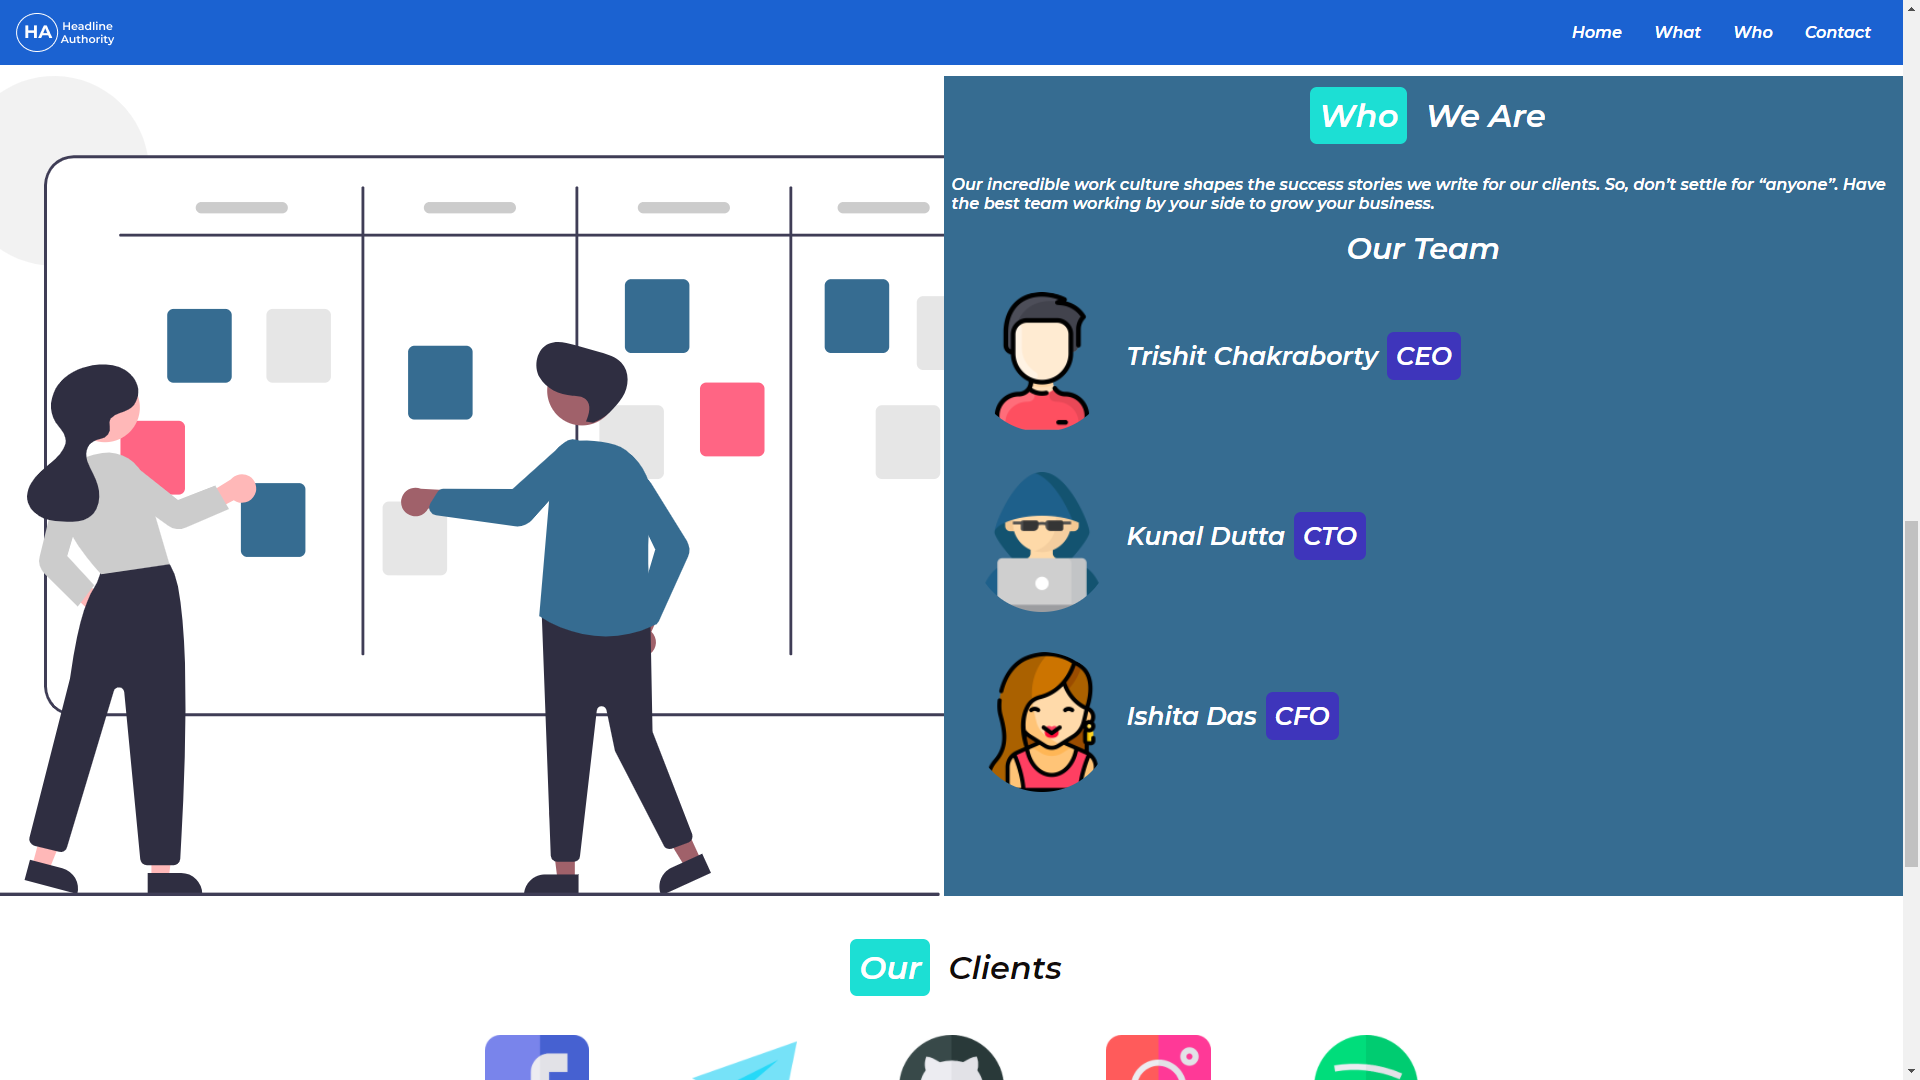 HA Headline
Authority
Home What Who Contact
Who We Are
Our incredible work culture shapes the success stories we write for our clients. So, don’t settle for “anyone”. Have
the best team working by your side to grow your business.
Our Team
Trishit Chakraborty CEO
Kunal Dutta CTO
Ishita Das CFO
Our Clients